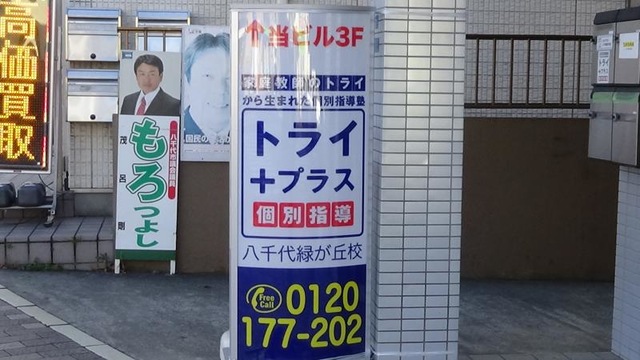 高価買取
↑当ビル3F
家庭教師のトライ
から生まれた個別指導塾
トライ
+プラス
個別指導
八千代緑が丘校
Free Call
0120
177-202
八千代市議会議員
もろつよし
茂呂剛
国民の